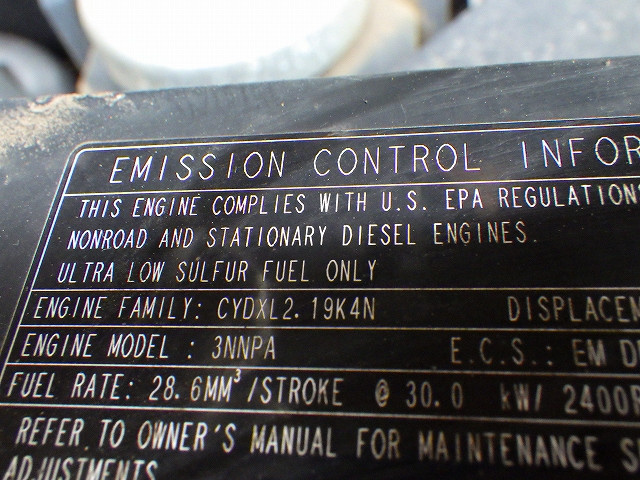 EMISSION CONTROL INFOR
THIS ENGINE COMPLIES WITH U.S. EPA REGULATION
NONROAD AND STATIONARY DIESEL ENGINES.
ULTRA LOW SULFUR FUEL ONLY
ENGINE FAMILY: CYDXL2.19K4N DISPLACEM
ENGINE MODEL : 3NNPA E.C.S.: EM D
FUEL RATE: 28.6MM³/STROKE @ 30.0 kW/ 2400R
REFER TO OWNER'S MANUAL FOR MAINTENANCE S
ADJUSTMENTS